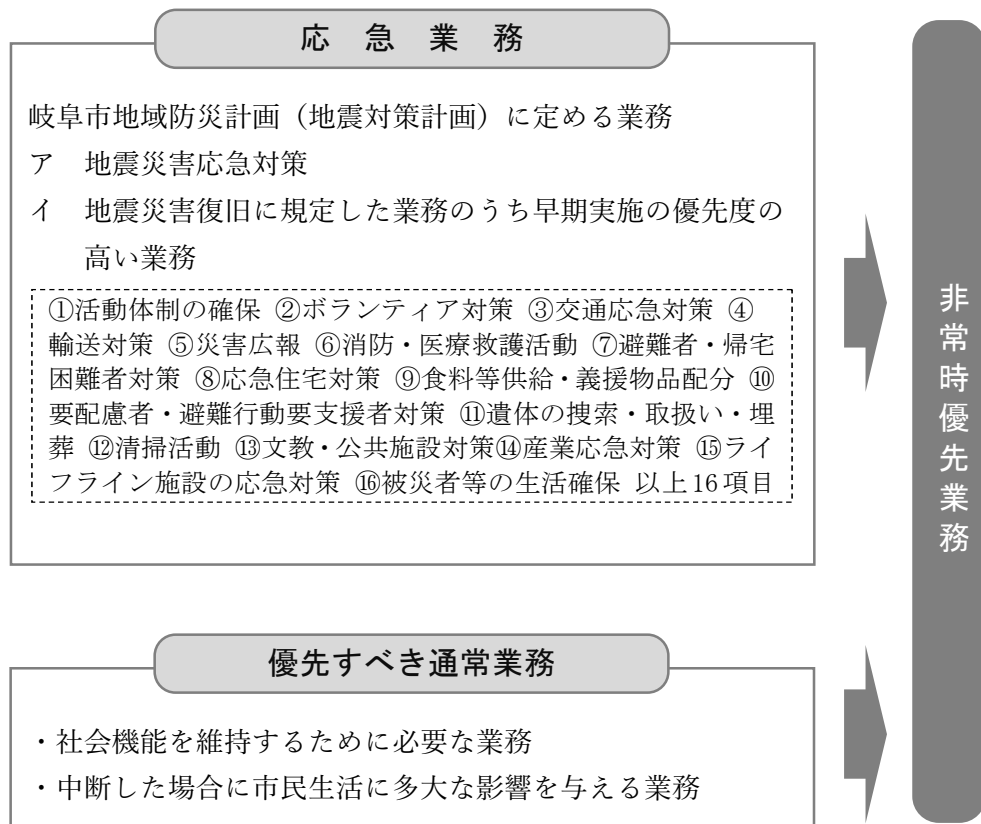 応急業務
岐阜市地域防災計画（地震対策計画）に定める業務
ア　地震災害応急対策
イ　地震災害復旧に規定した業務のうち早期実施の優先度の
高い業務
①活動体制の確保 ②ボランティア対策 ③交通応急対策 ④
輸送対策 ⑤災害広報 ⑥消防・医療救護活動 ⑦避難者・帰宅
困難者対策 ⑧応急住宅対策 ⑨食料等供給・義援物品配分 ⑩
要配慮者・避難行動要支援者対策 ⑪遺体の捜索・取扱い・埋
葬 ⑫清掃活動 ⑬文教・公共施設対策⑭産業応急対策 ⑮ライ
フライン施設の応急対策 ⑯被災者等の生活確保 以上16項目
優先すべき通常業務
・社会機能を維持するために必要な業務
・中断した場合に市民生活に多大な影響を与える業務
非常時優先業務